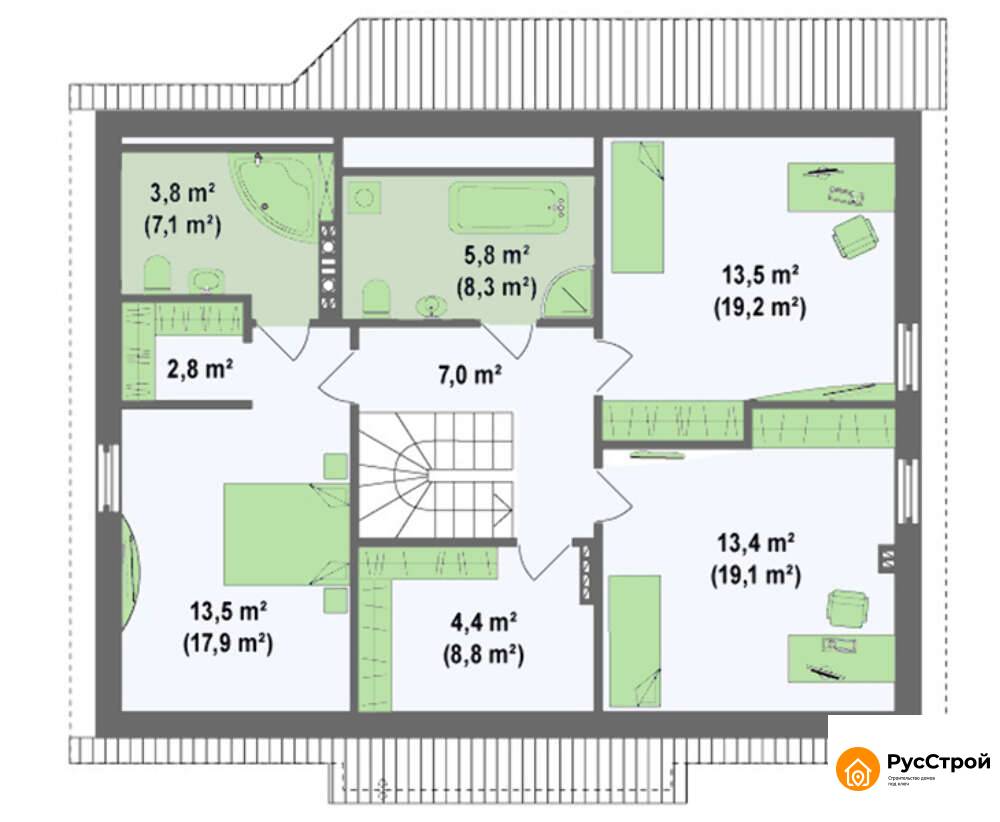 3,8 m²
(7,1 m²)
5,8 m²
(8,3 m²)
13,5 m²
(19,2 m²)
2,8 m²
7,0 m²
13,4 m²
(19,1 m²)
13,5 m²
(17,9 m²)
4,4 m²
(8,8 m²)
РусСтрой
Строительство домов
под ключ